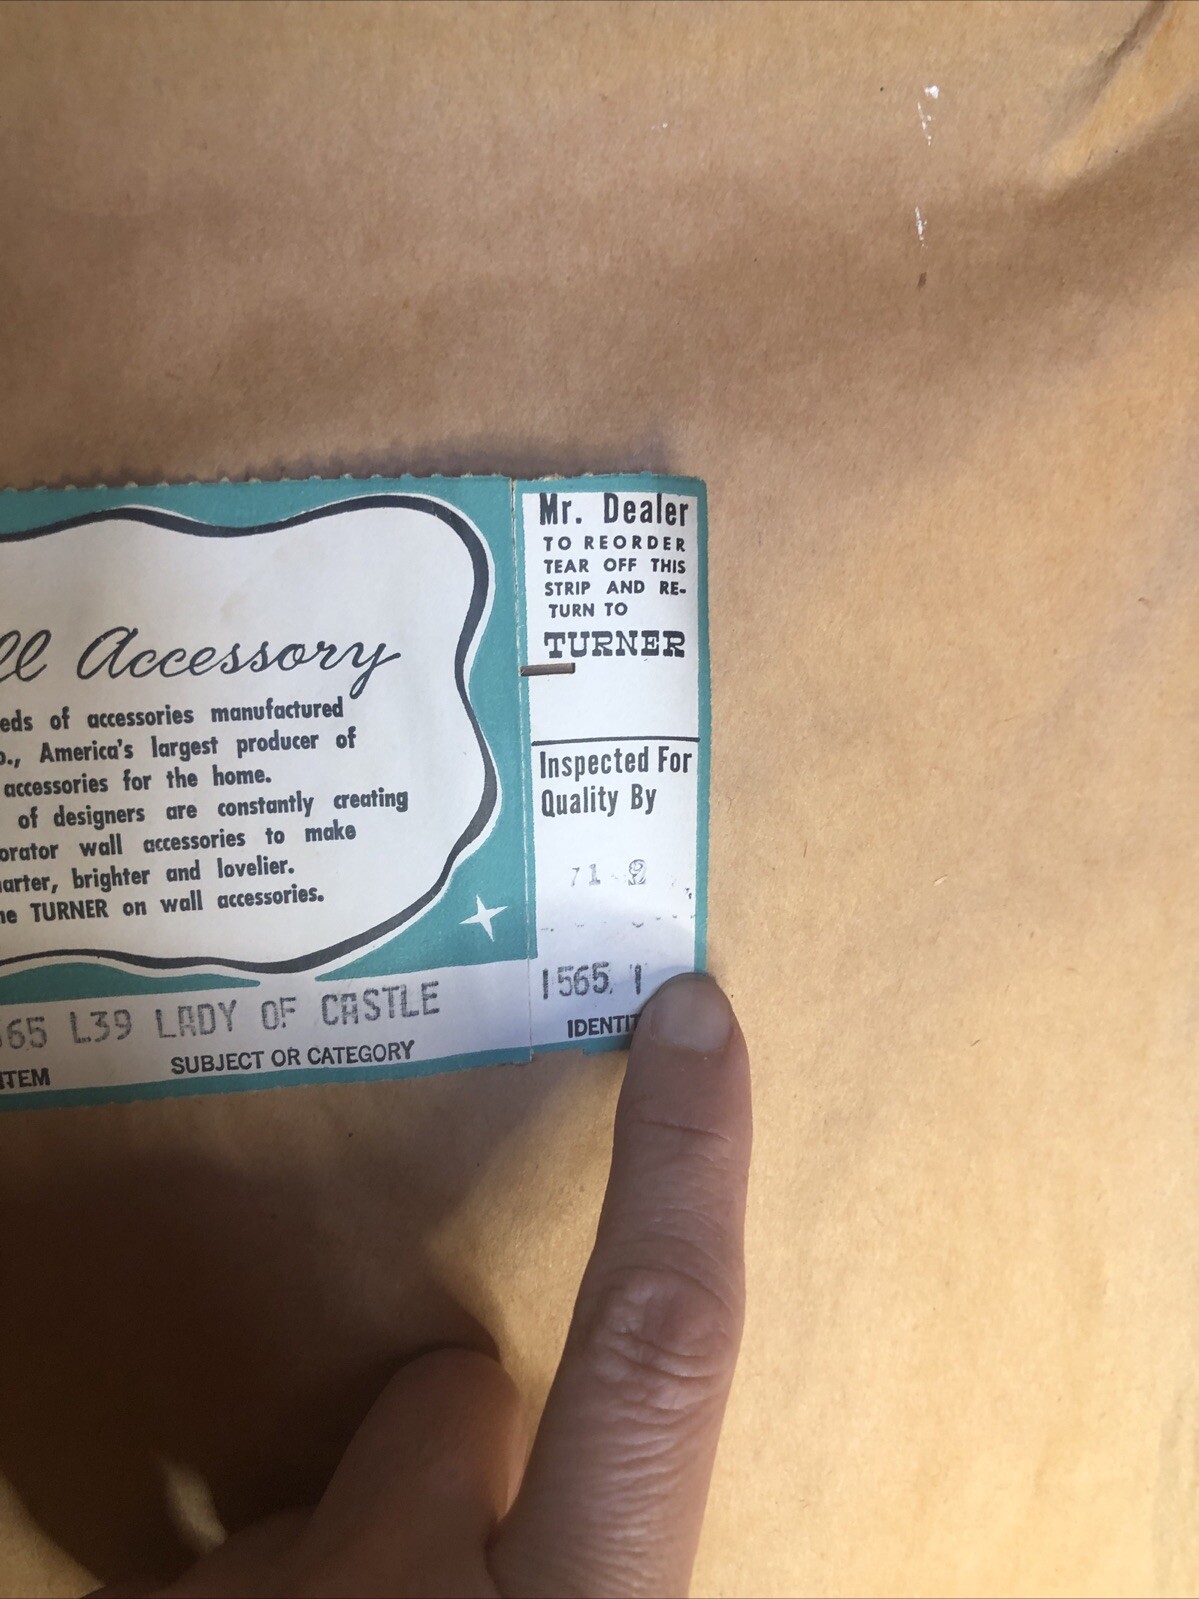 ll Accessory
eds of accessories manufactured
o., America's largest producer of
accessories for the home.
of designers are constantly creating
orator wall accessories to make
arter, brighter and lovelier.
he TURNER on wall accessories.
65 L39 LADY OF CASTLE
ITEM
SUBJECT OR CATEGORY
Mr. Dealer
TO REORDER
TEAR OFF THIS
STRIP AND RE-
TURN TO
TURNER
Inspected For
Quality By
1565
IDENTIT